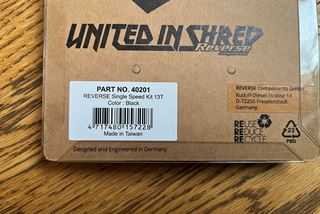 UNITED IN SHRED
Reverse
PART NO. 40201
REVERSE Single Speed Kit 13T
Color : Black
4 717480 157228
Made in Taiwan
Designed and Engineered in Germany
REVERSE Components GmbH
Rudolf-Diesel-Strasse 13
D-72250 Freudenstadt
Germany
REUSE
REDUCE
RECYCLE
21
PBD